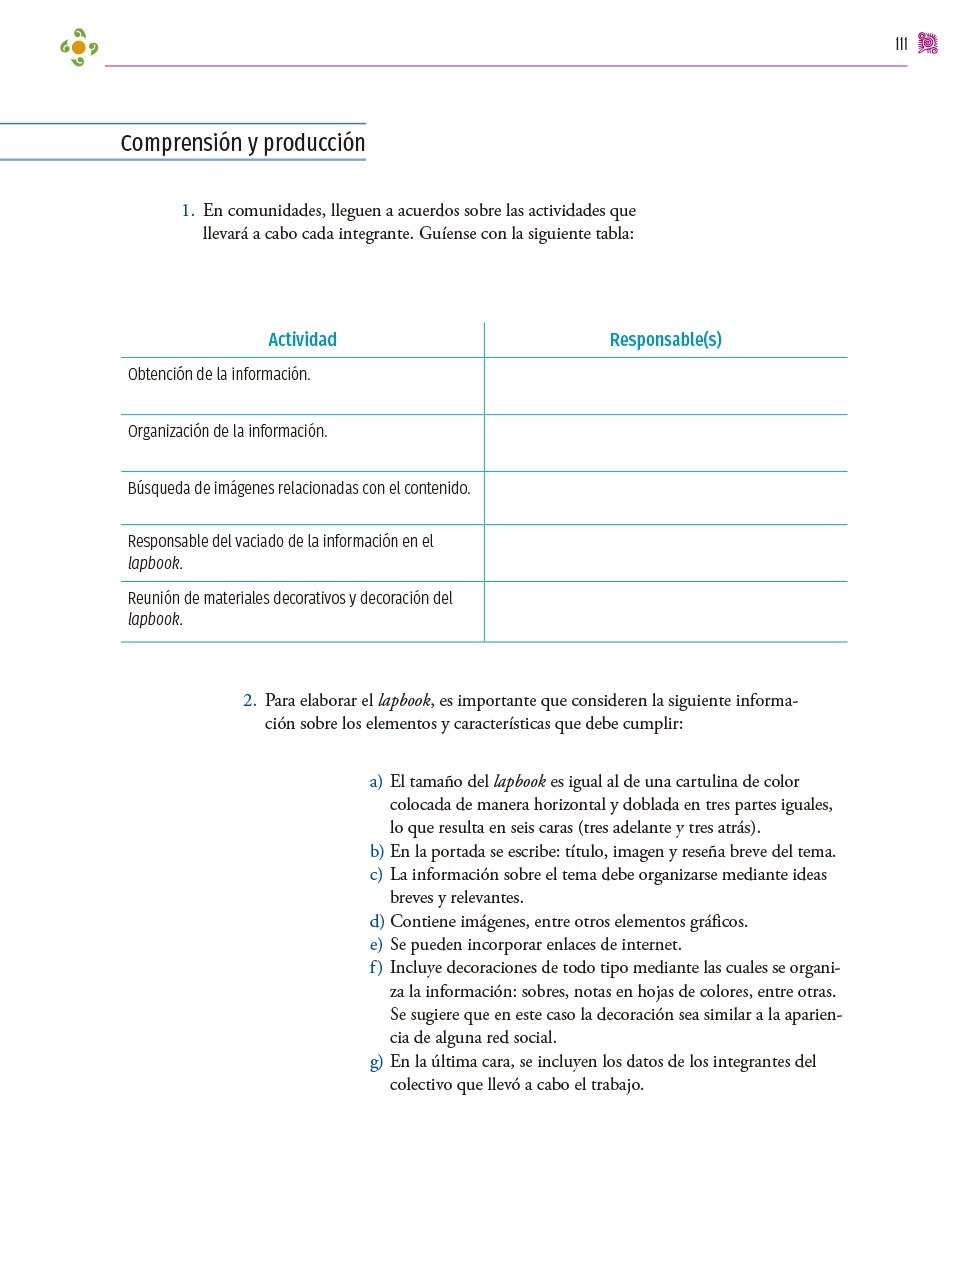 111
Comprensión y producción
1. En comunidades, lleguen a acuerdos sobre las actividades que
llevará a cabo cada integrante. Guíense con la siguiente tabla:
Actividad Responsable(s)
Obtención de la información.
Organización de la información.
Búsqueda de imágenes relacionadas con el contenido.
Responsable del vaciado de la información en el
lapbook.
Reunión de materiales decorativos y decoración del
lapbook.
2. Para elaborar el lapbook, es importante que consideren la siguiente informa-
ción sobre los elementos y características que debe cumplir:
a) El tamaño del lapbook es igual al de una cartulina de color
colocada de manera horizontal y doblada en tres partes iguales,
lo que resulta en seis caras (tres adelante y tres atrás).
b) En la portada se escribe: título, imagen y reseña breve del tema.
c) La información sobre el tema debe organizarse mediante ideas
breves y relevantes.
d) Contiene imágenes, entre otros elementos gráficos.
e) Se pueden incorporar enlaces de internet.
f) Incluye decoraciones de todo tipo mediante las cuales se organi-
za la información: sobres, notas en hojas de colores, entre otras.
Se sugiere que en este caso la decoración sea similar a la aparien-
cia de alguna red social.
g) En la última cara, se incluyen los datos de los integrantes del
colectivo que llevó a cabo el trabajo.